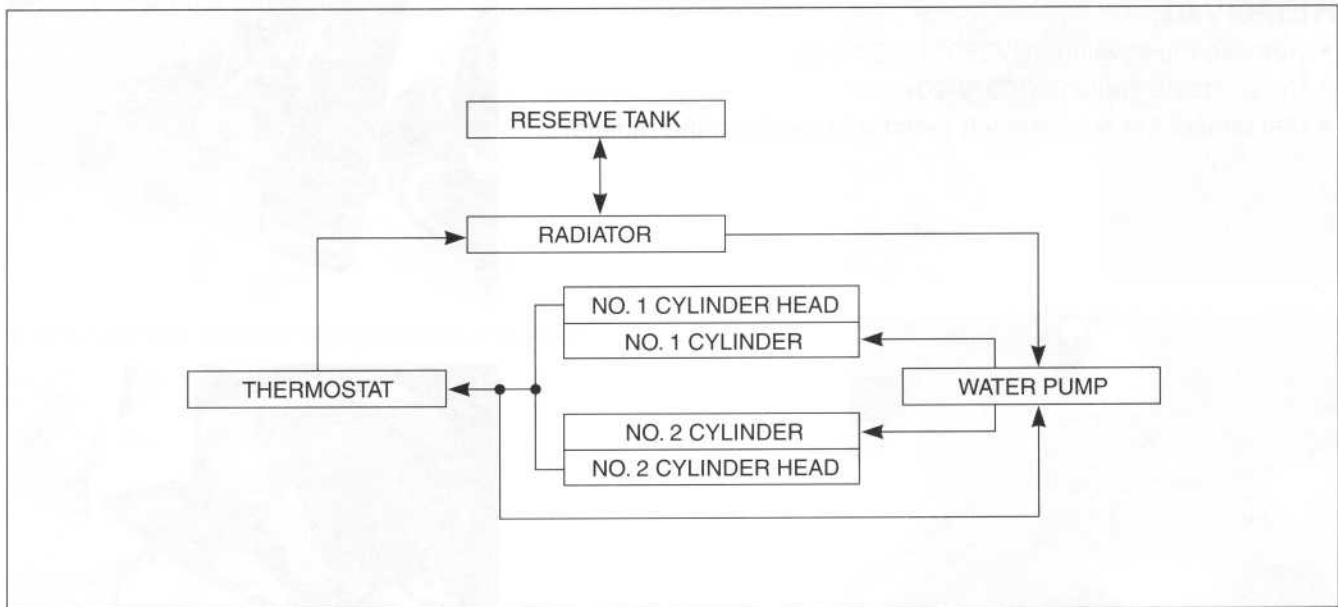 RESERVE TANK
RADIATOR
NO. 1 CYLINDER HEAD
NO. 1 CYLINDER
THERMOSTAT
WATER PUMP
NO. 2 CYLINDER
NO. 2 CYLINDER HEAD